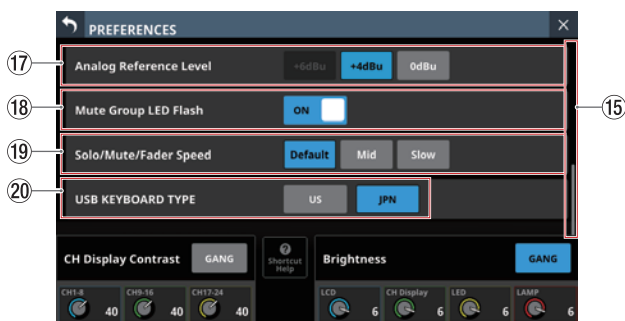 PREFERENCES
⑰ Analog Reference Level +6dBu +4dBu 0dBu
⑱ Mute Group LED Flash ON ⑮
⑲ Solo/Mute/Fader Speed Default Mid Slow
⑳ USB KEYBOARD TYPE US JPN
CH Display Contrast GANG Shortcut Help Brightness GANG
CH1-8 CH9-16 CH17-24 LCD CH Display LED LAMP
40 40 40 6 6 6 6